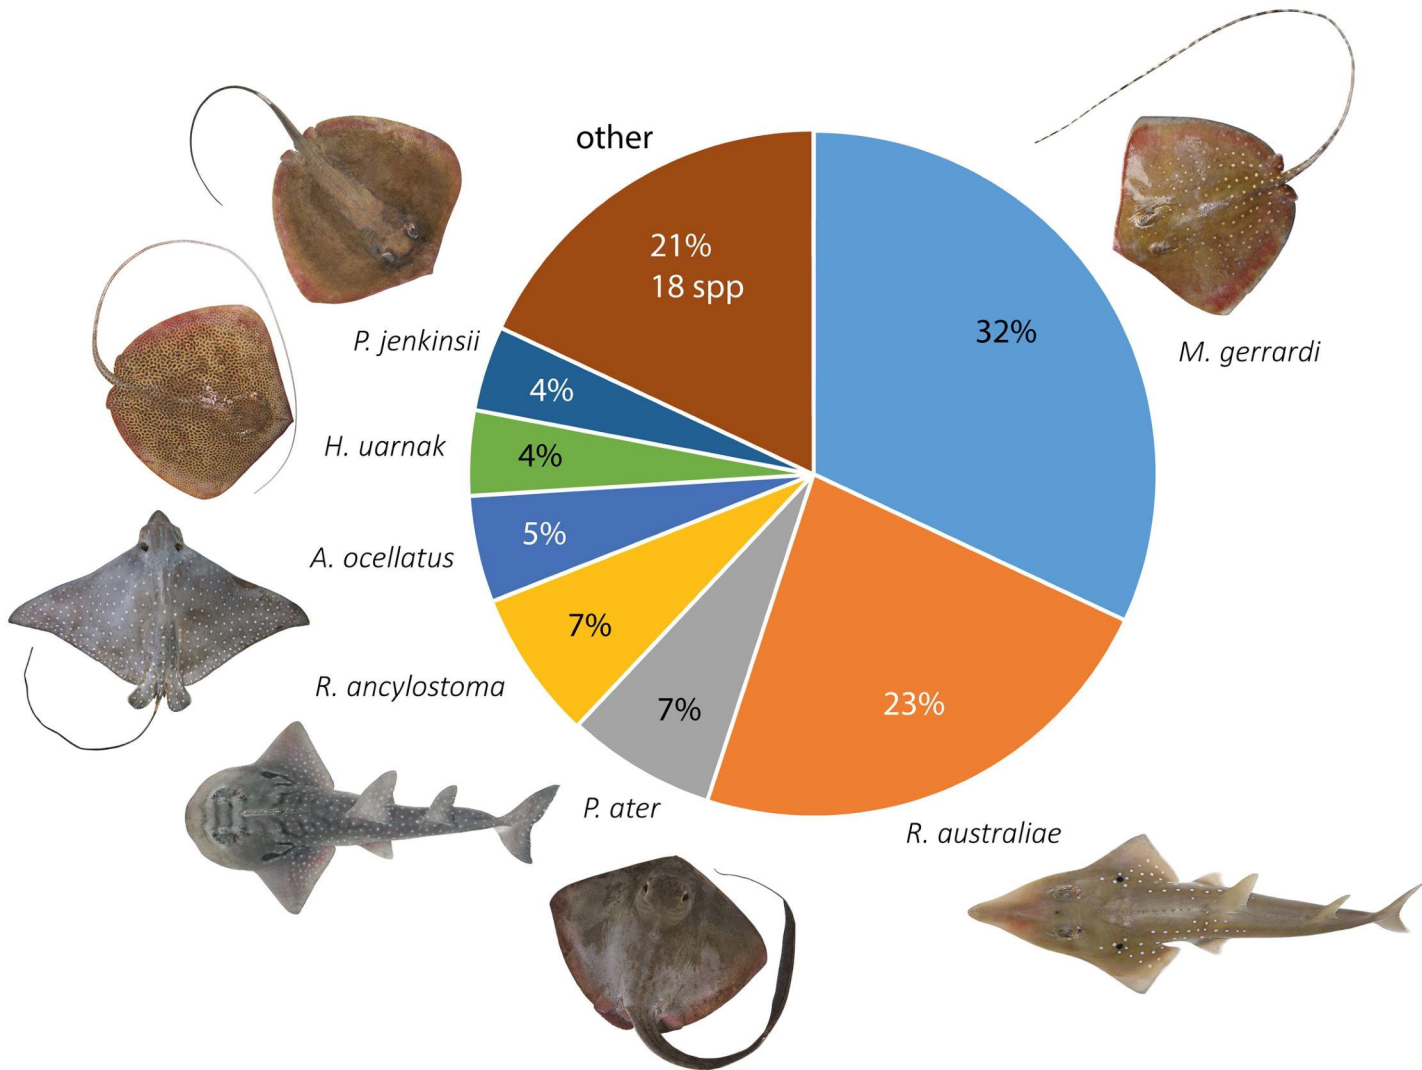 other
21%
18 spp
32%
M. gerrardi
P. jenkinsii
4%
H. uarnak
4%
A. ocellatus
5%
R. ancylostoma
7%
P. ater
7%
23%
R. australiae